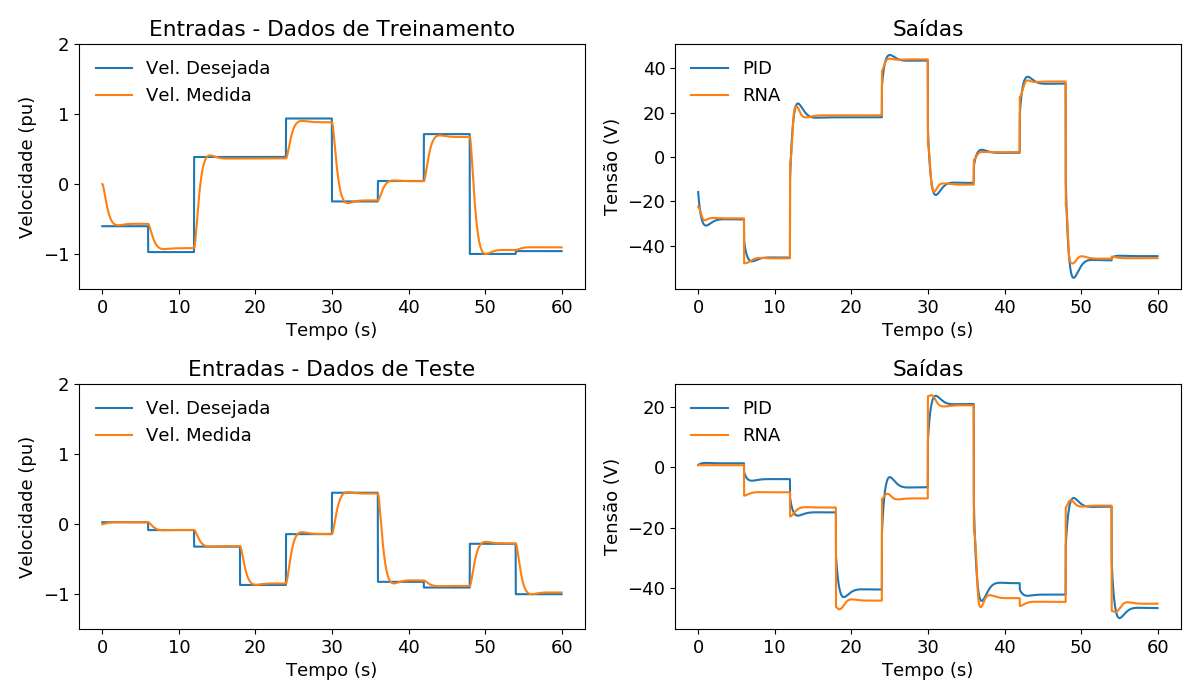 Entradas - Dados de Treinamento
Vel. Desejada
Vel. Medida
Velocidade (pu)
2
1
0
−1
0 10 20 30 40 50 60
Tempo (s)
Saídas
PID
RNA
Tensão (V)
40
20
0
−20
−40
0 10 20 30 40 50 60
Tempo (s)
Entradas - Dados de Teste
Vel. Desejada
Vel. Medida
Velocidade (pu)
2
1
0
−1
0 10 20 30 40 50 60
Tempo (s)
Saídas
PID
RNA
Tensão (V)
20
0
−20
−40
0 10 20 30 40 50 60
Tempo (s)